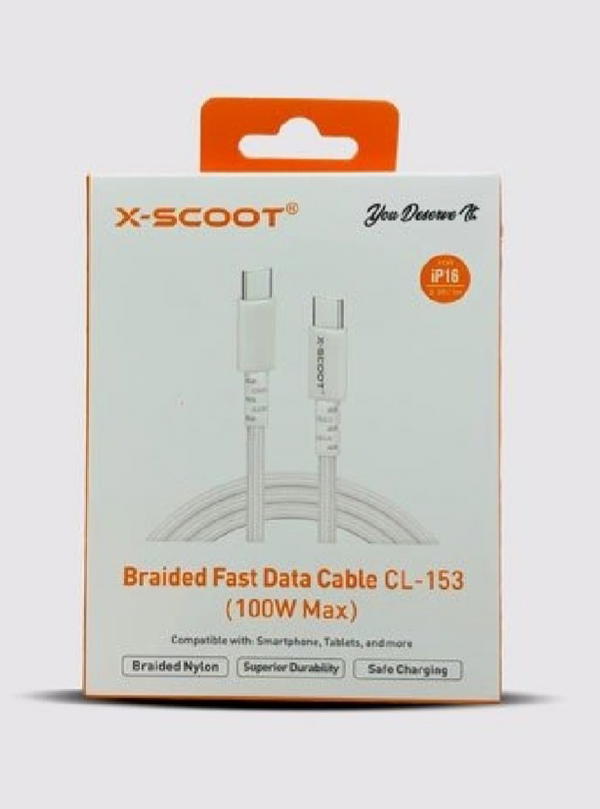 X-SCOOT®
You Deserve It.
iP16
X-SCOOT
Braided Fast Data Cable CL-153
(100W Max)
Compatible with: Smartphone, Tablets, and more
Braided Nylon
Superior Durability
Safe Charging